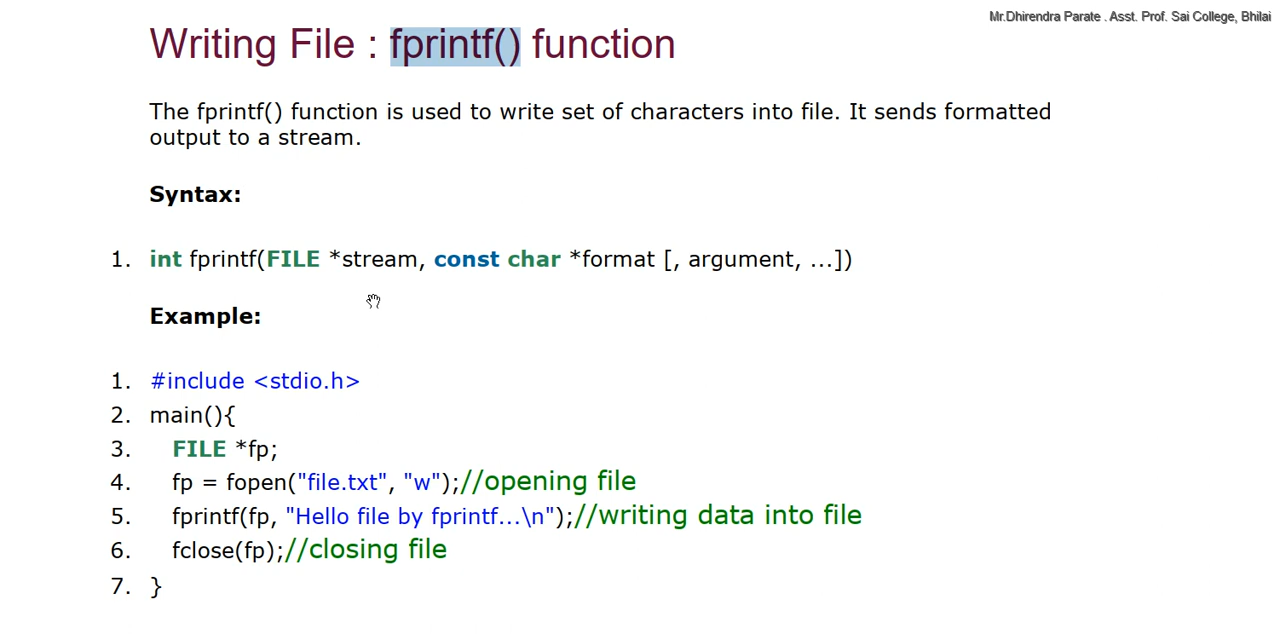 Mr.Dhirendra Parate . Asst. Prof. Sai College, Bhilai
Writing File : fprintf() function
The fprintf() function is used to write set of characters into file. It sends formatted
output to a stream.
Syntax:
1. int fprintf(FILE *stream, const char *format [, argument, ...])
Example:
1. #include <stdio.h>
2. main(){
3. FILE *fp;
4. fp = fopen("file.txt", "w");//opening file
5. fprintf(fp, "Hello file by fprintf...\n");//writing data into file
6. fclose(fp);//closing file
7. }